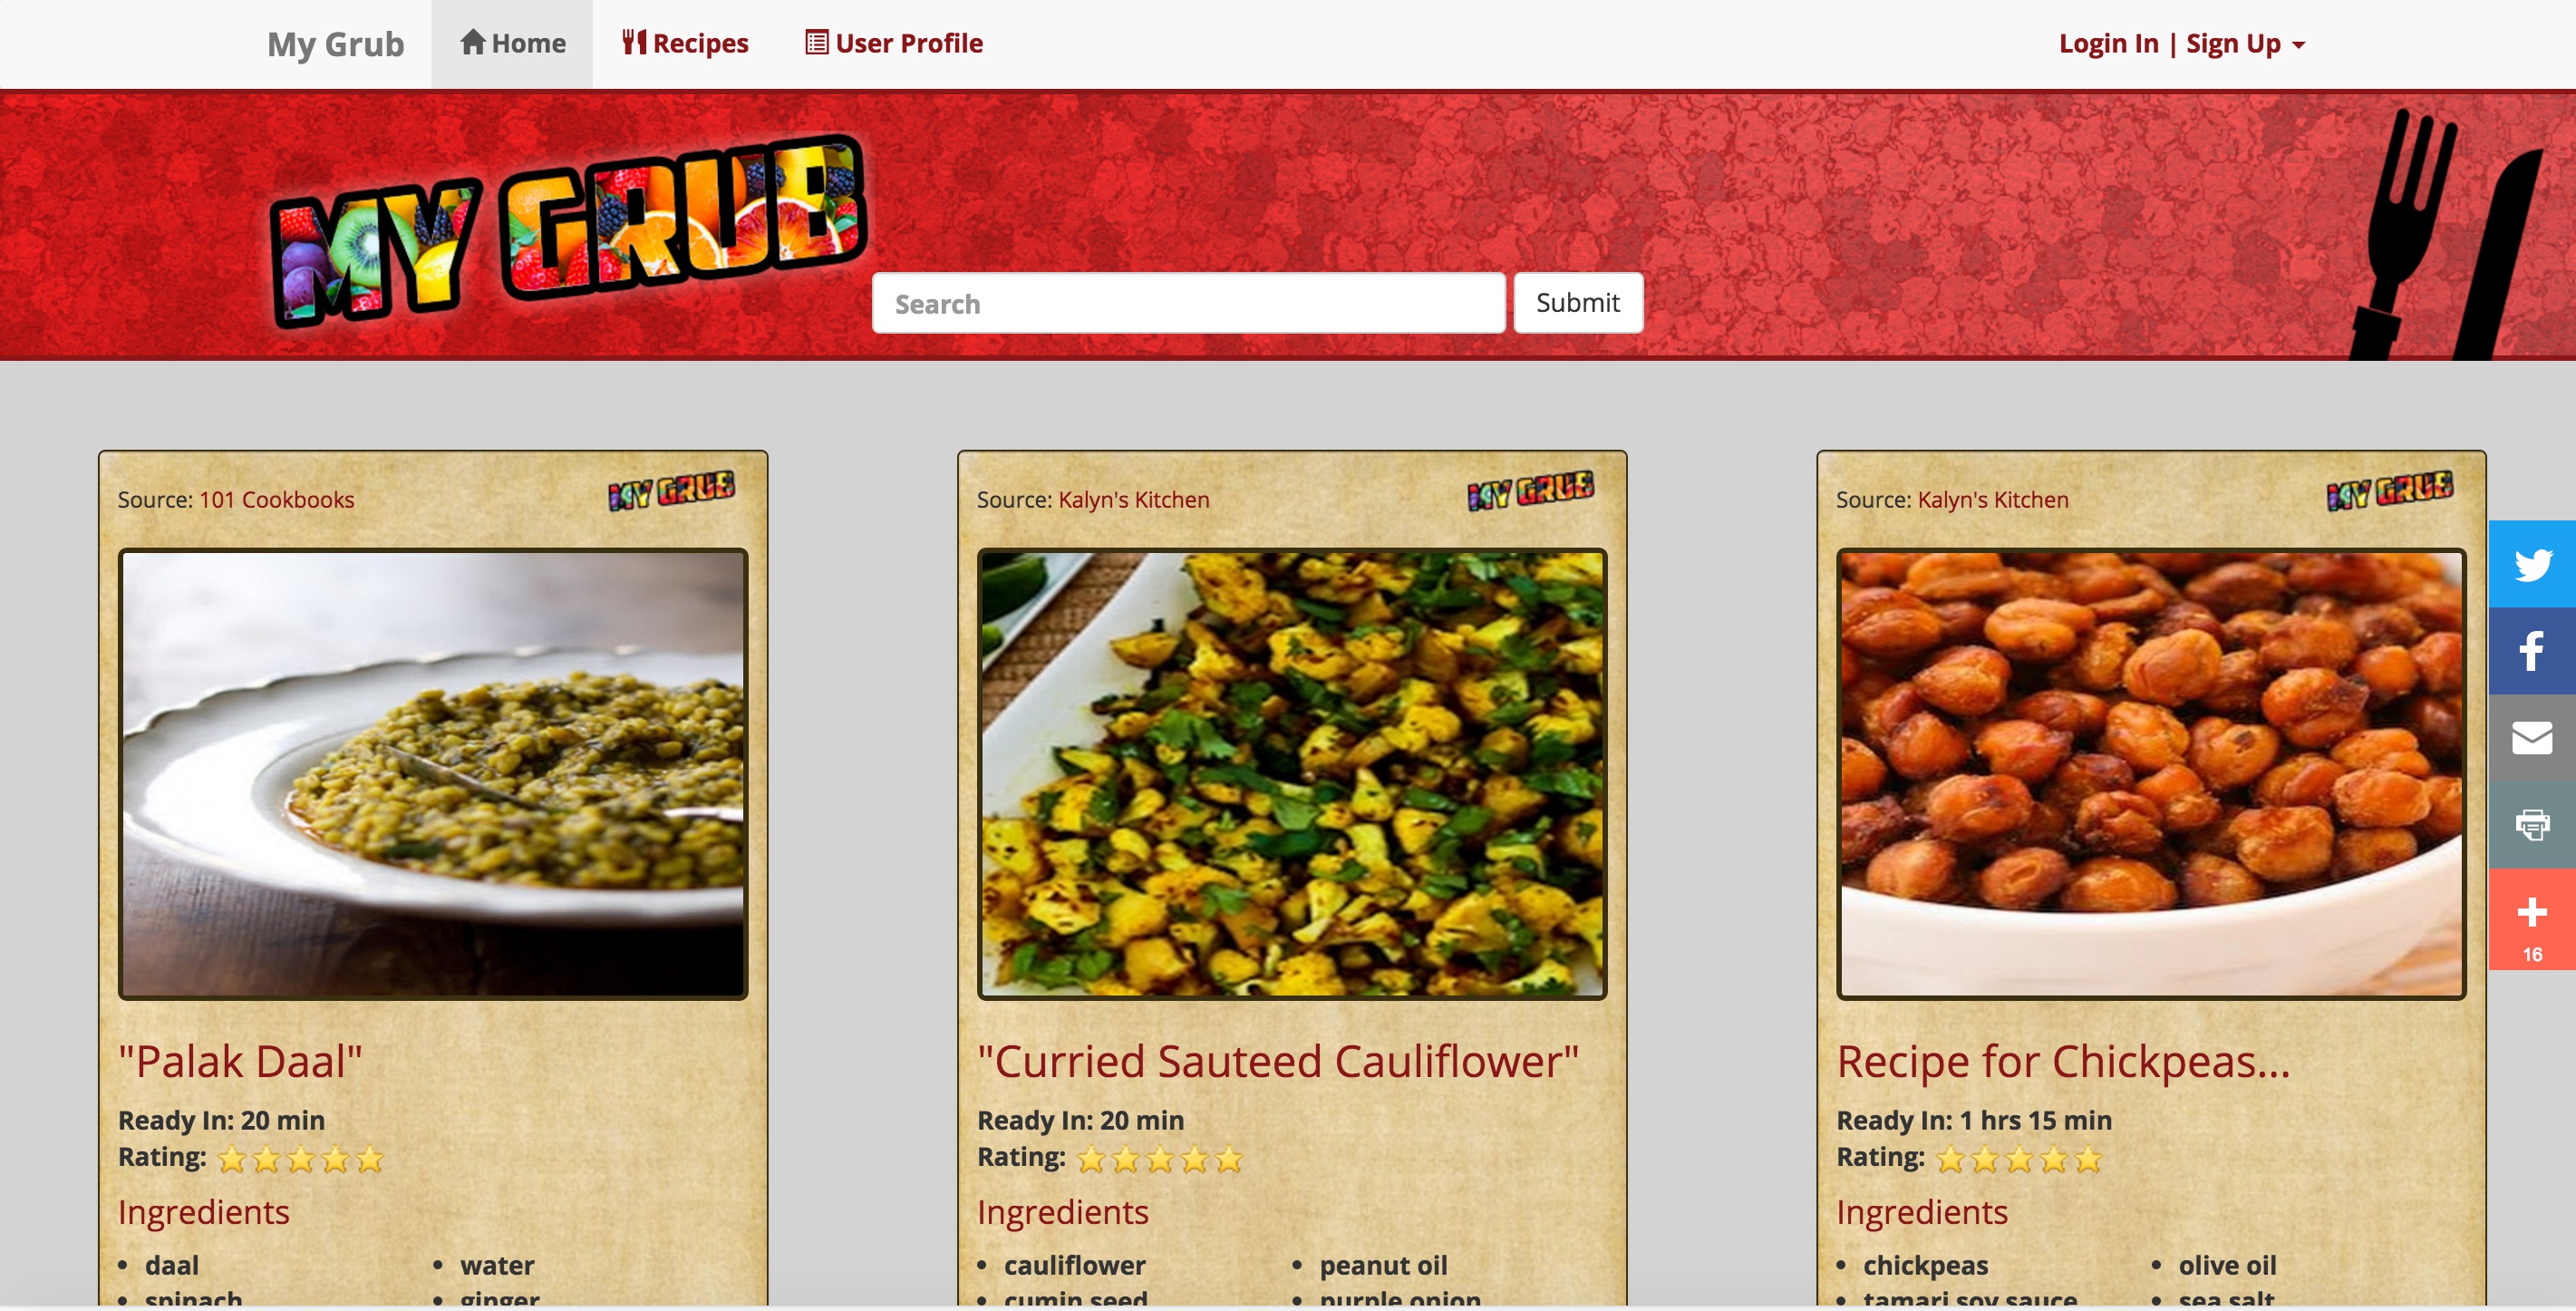 My Grub
Home
Recipes
User Profile
Login In | Sign Up
MY GRUB
Search
Submit
Source: 101 Cookbooks
MY GRUB
"Palak Daal"
Ready In: 20 min
Rating:
Ingredients
• daal
• water
• spinach
• ginger
Source: Kalyn's Kitchen
MY GRUB
"Curried Sauteed Cauliflower"
Ready In: 20 min
Rating:
Ingredients
• cauliflower
• peanut oil
• cumin seed
• purple onion
Source: Kalyn's Kitchen
MY GRUB
Recipe for Chickpeas...
Ready In: 1 hrs 15 min
Rating:
Ingredients
• chickpeas
• olive oil
• tamari soy sauce
• sea salt
16